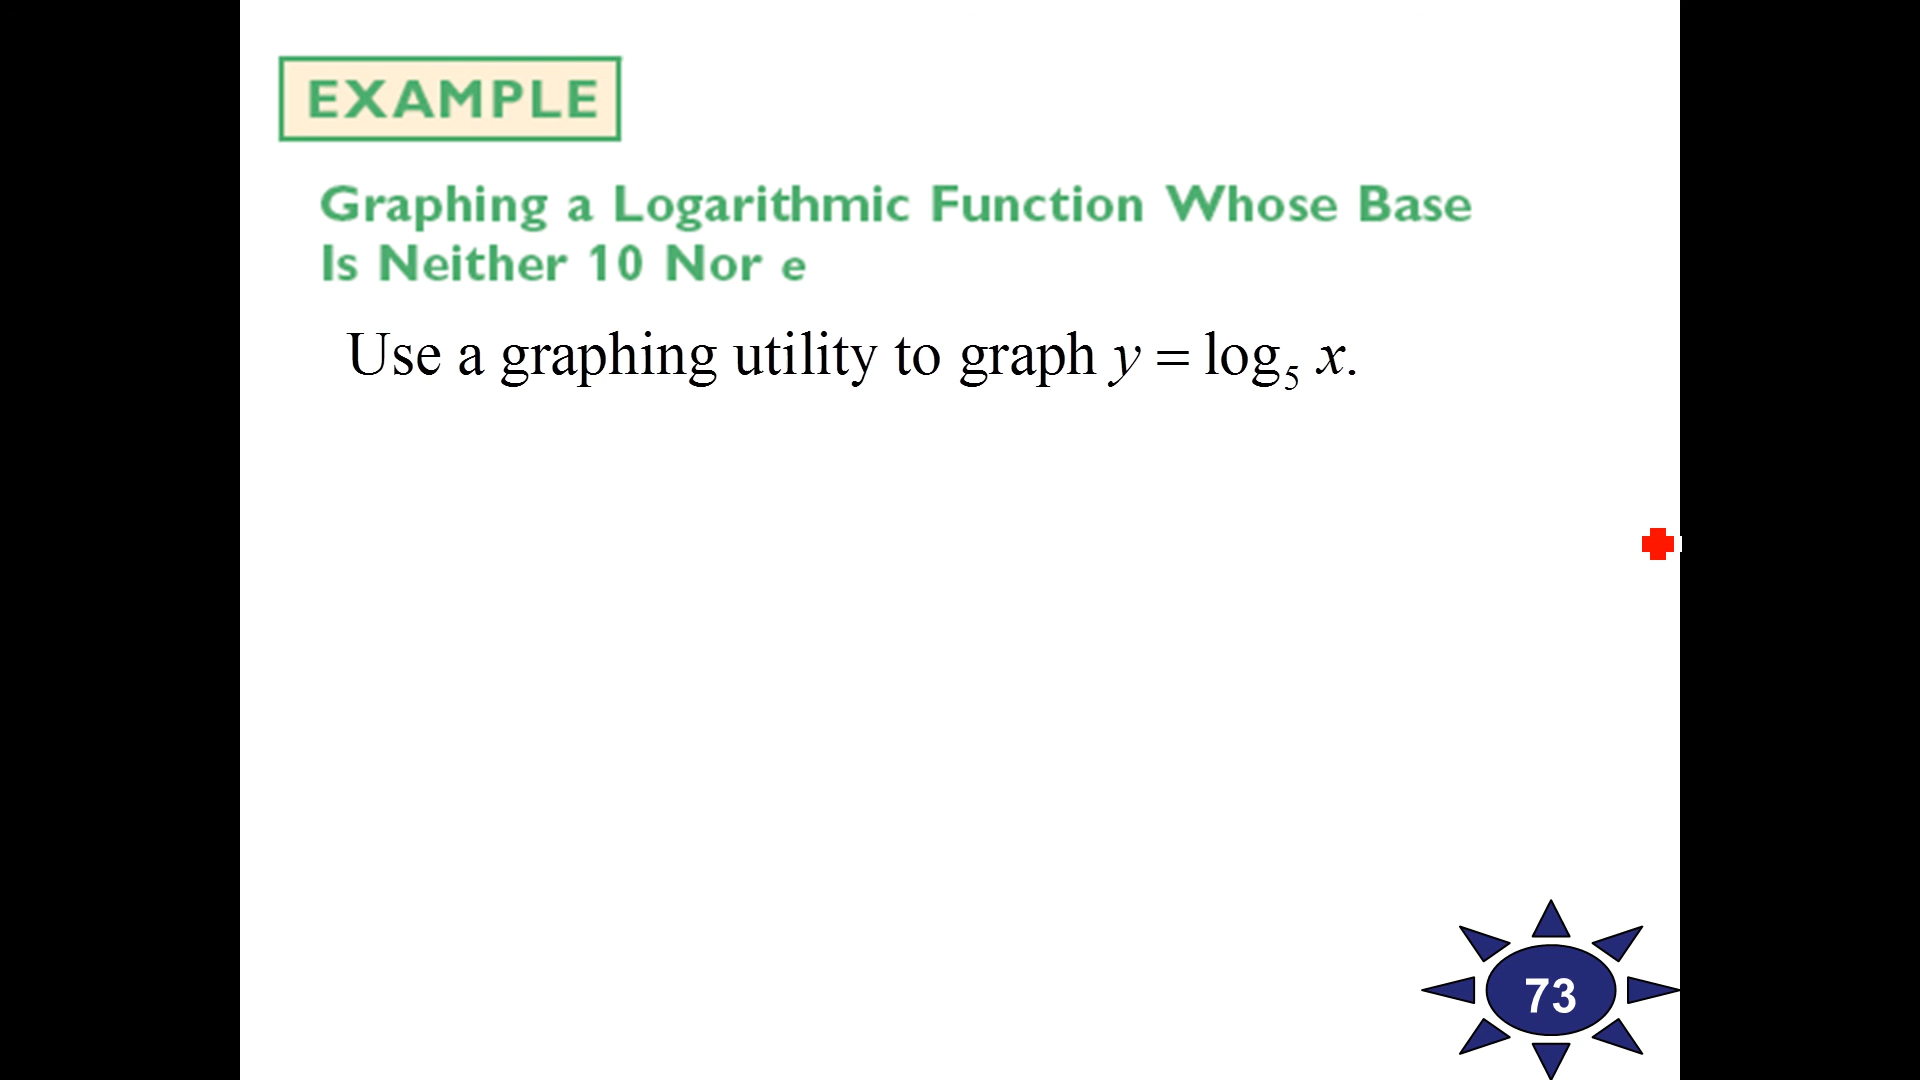 EXAMPLE
Graphing a Logarithmic Function Whose Base
Is Neither 10 Nor e
Use a graphing utility to graph y = log₅ x.
73